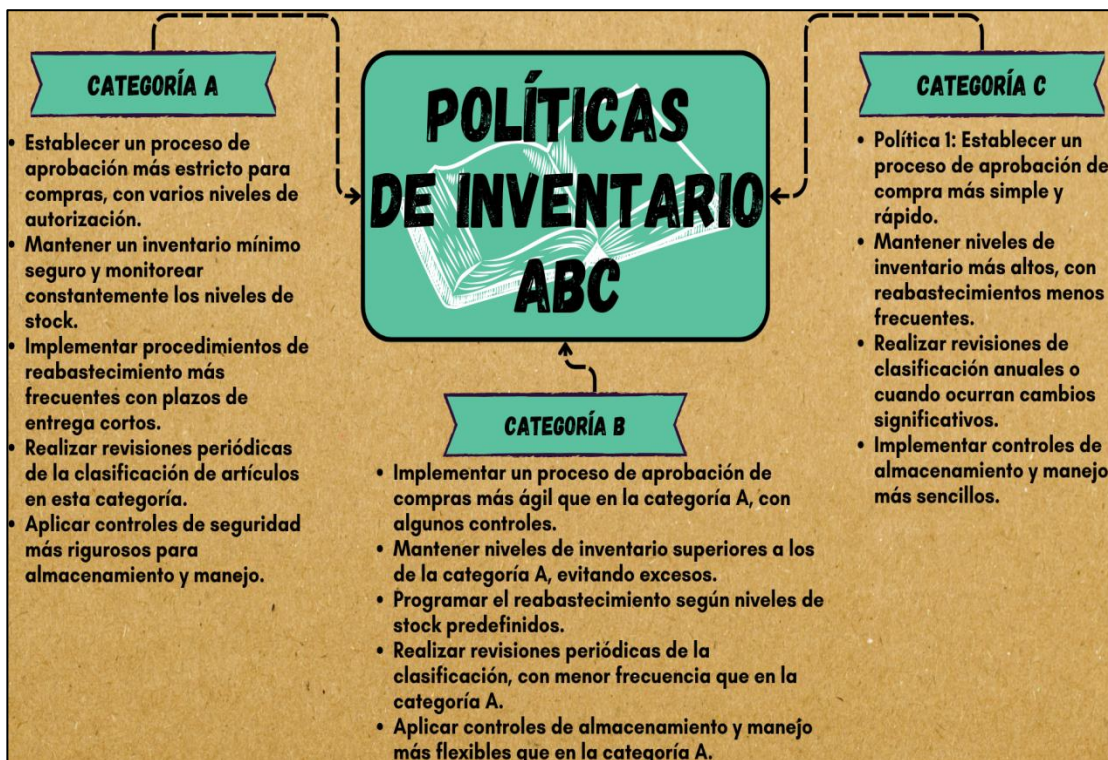 POLÍTICAS
DE INVENTARIO
ABC
CATEGORÍA A
• Establecer un proceso de
aprobación más estricto para
compras, con varios niveles de
autorización.
• Mantener un inventario mínimo
seguro y monitorear
constantemente los niveles de
stock.
• Implementar procedimientos de
reabastecimiento más
frecuentes con plazos de
entrega cortos.
• Realizar revisiones periódicas
de la clasificación de artículos
en esta categoría.
• Aplicar controles de seguridad
más rigurosos para
almacenamiento y manejo.
CATEGORÍA B
• Implementar un proceso de aprobación de
compras más ágil que en la categoría A, con
algunos controles.
• Mantener niveles de inventario superiores a los
de la categoría A, evitando excesos.
• Programar el reabastecimiento según niveles de
stock predefinidos.
• Realizar revisiones periódicas de la
clasificación, con menor frecuencia que en la
categoría A.
• Aplicar controles de almacenamiento y manejo
más flexibles que en la categoría A.
CATEGORÍA C
• Política 1: Establecer un
proceso de aprobación de
compra más simple y
rápido.
• Mantener niveles de
inventario más altos, con
reabastecimientos menos
frecuentes.
• Realizar revisiones de
clasificación anuales o
cuando ocurran cambios
significativos.
• Implementar controles de
almacenamiento y manejo
más sencillos.